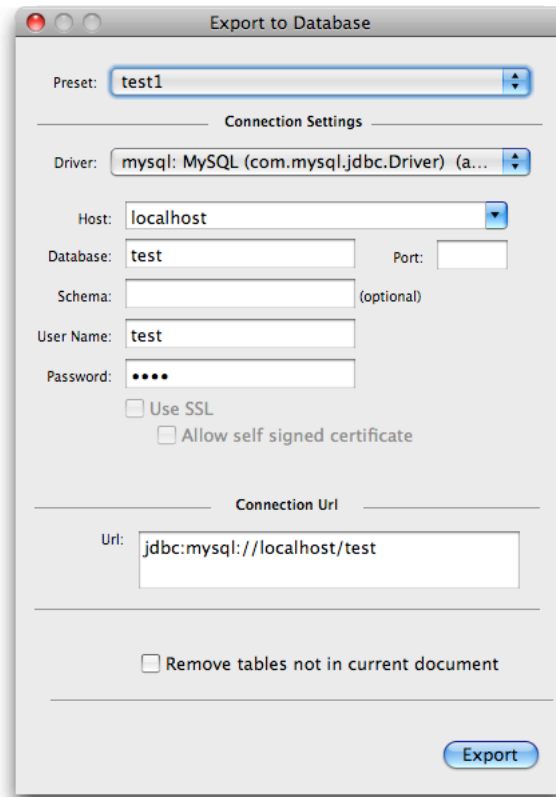 Export to Database
Preset: test1
Connection Settings
Driver: mysql: MySQL (com.mysql.jdbc.Driver) (a...
Host: localhost
Database: test Port:
Schema: (optional)
User Name: test
Password: ••••
Use SSL
Allow self signed certificate
Connection Url
Url: jdbc:mysql://localhost/test
Remove tables not in current document
Export